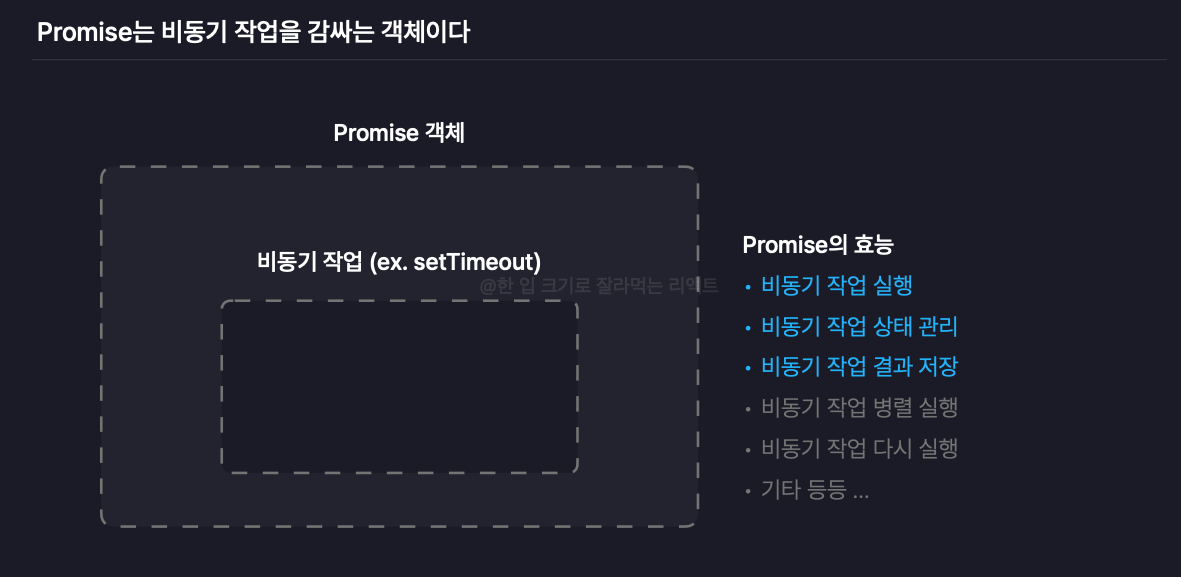 Promise는 비동기 작업을 감싸는 객체이다
Promise 객체
비동기 작업 (ex. setTimeout)
@한 입 크기로 잘라먹는 리액트
Promise의 효능
• 비동기 작업 실행
• 비동기 작업 상태 관리
• 비동기 작업 결과 저장
• 비동기 작업 병렬 실행
• 비동기 작업 다시 실행
• 기타 등등 ...